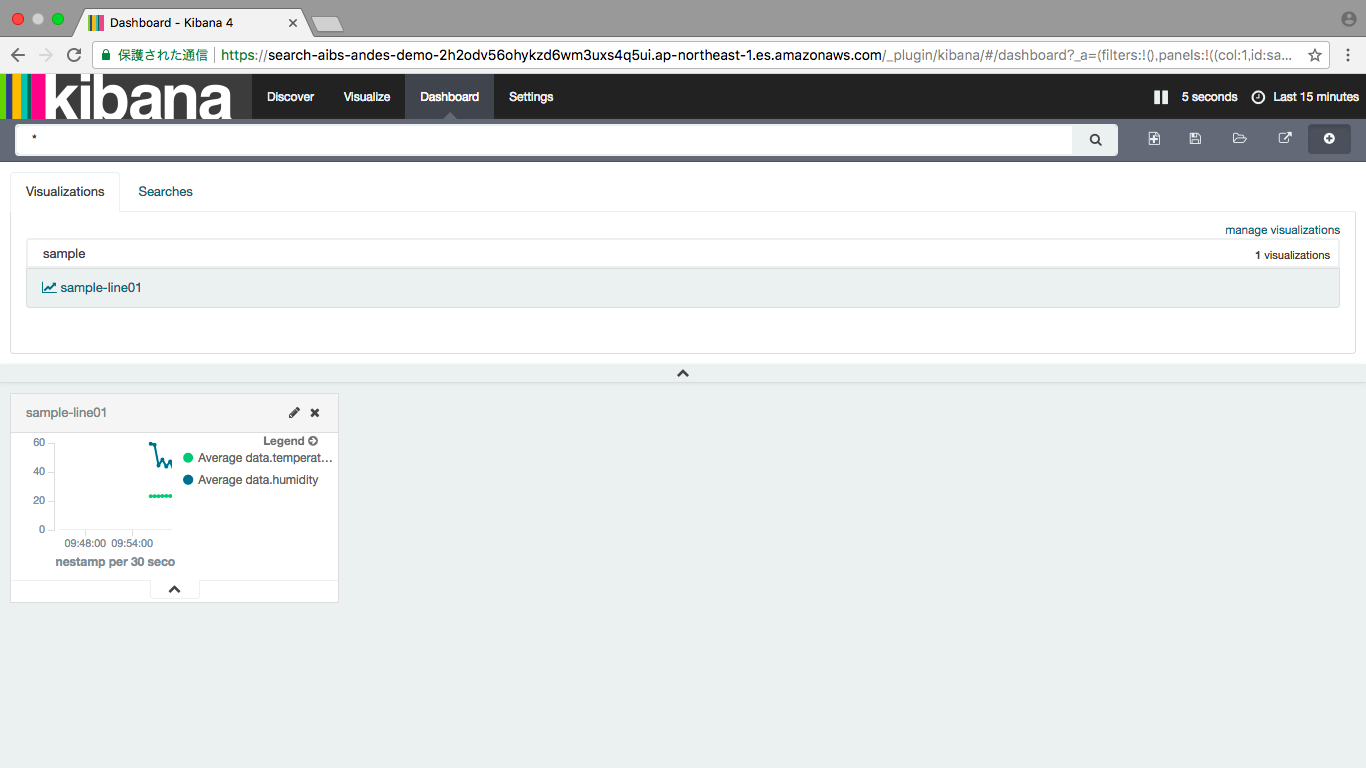 Dashboard - Kibana 4
保護された通信 https://search-aibs-andes-demo-2h2odv56ohykzd6wm3uxs4q5ui.ap-northeast-1.es.amazonaws.com/_plugin/kibana/#/dashboard?_a=(filters:!(),panels:!((col:1,id:sa...
kibana Discover Visualize Dashboard Settings 5 seconds Last 15 minutes
*
Visualizations Searches
manage visualizations
sample 1 visualizations
sample-line01
sample-line01
Legend
60
40
20
0
Average data.temperat...
Average data.humidity
09:48:00 09:54:00
nestamp per 30 seco